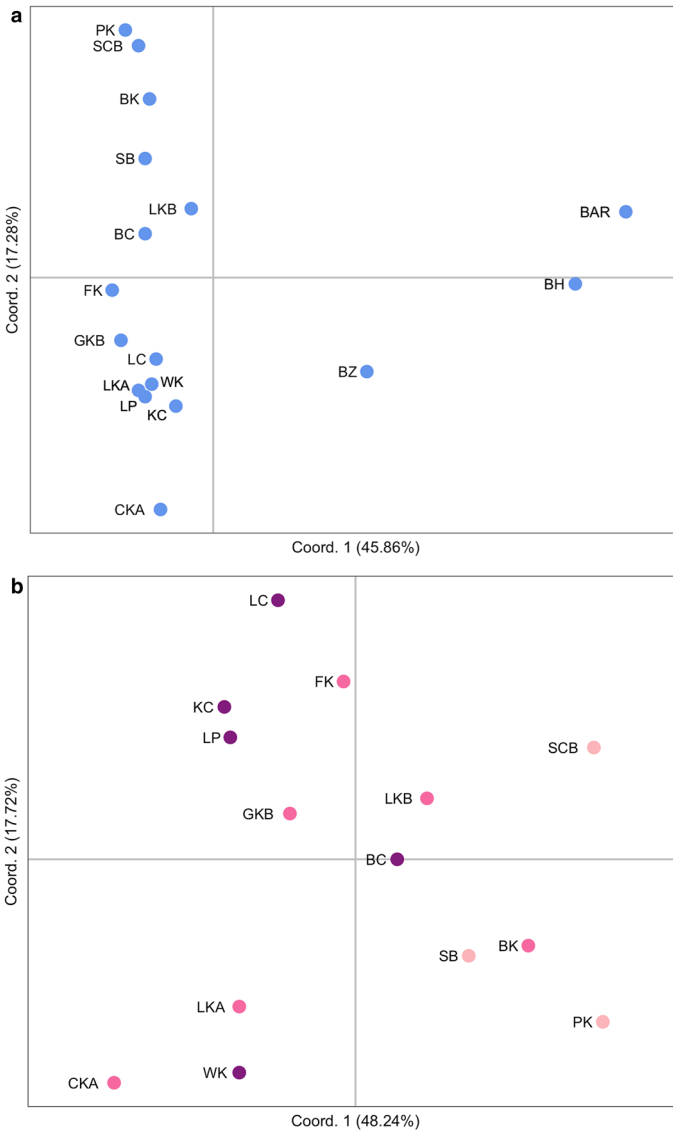 a
PK
SCB
BK
SB
LKB
BAR
BC
BH
FK
GKB
LC
BZ
WK
LKA
LP
KC
CKA
Coord. 2 (17.28%)
Coord. 1 (45.86%)
b
LC
FK
KC
LP
SCB
LKB
GKB
BC
BK
SB
LKA
PK
WK
CKA
Coord. 2 (17.72%)
Coord. 1 (48.24%)